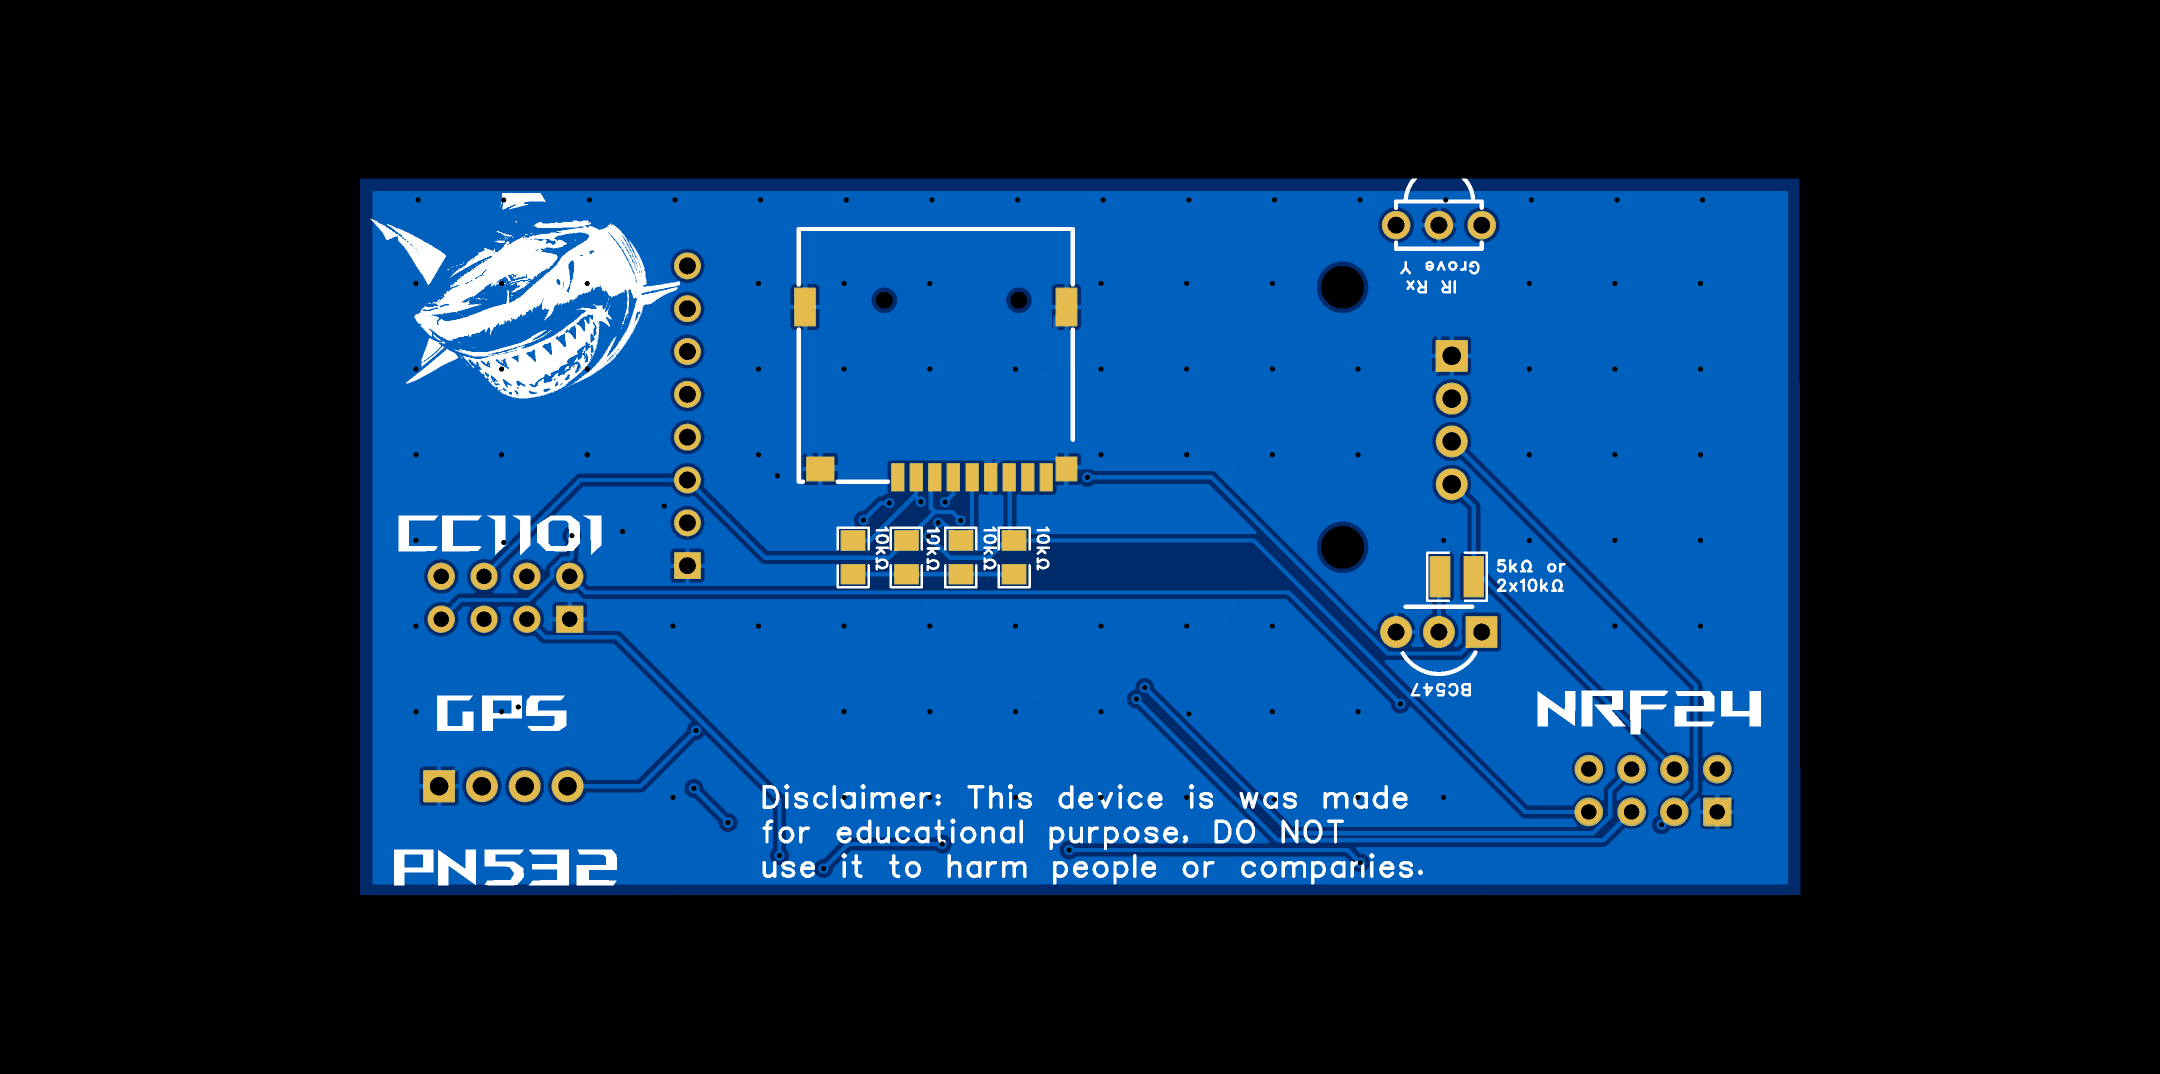 Grove Y
IR Rx
CC1101
10kΩ
10kΩ
10kΩ
10kΩ
5kΩ or
2x10kΩ
BC547
GPS
NRF24
Disclaimer: This device is was made
for educational purpose, DO NOT
use it to harm people or companies.
PN532